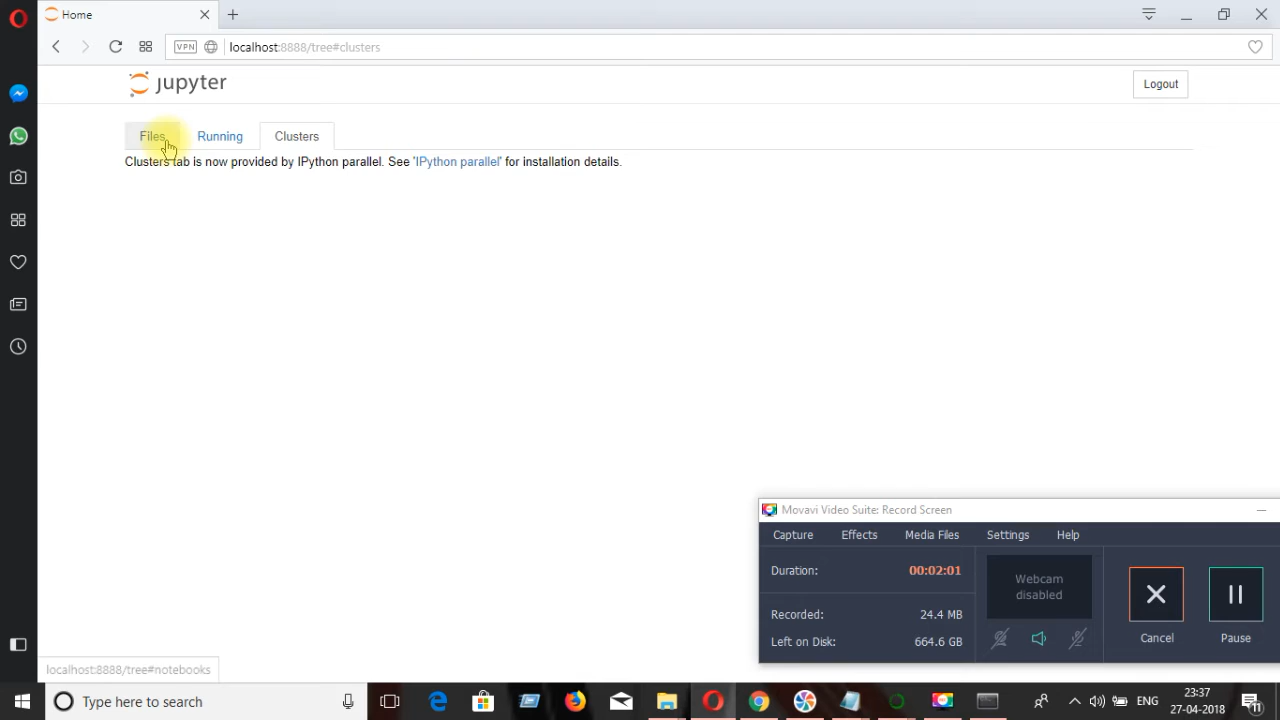 Home
VPN
localhost:8888/tree#clusters
jupyter
Logout
Files
Running
Clusters
Clusters tab is now provided by IPython parallel. See 'IPython parallel' for installation details.
Movavi Video Suite: Record Screen
Capture
Effects
Media Files
Settings
Help
Duration:
00:02:01
Webcam
disabled
Recorded:
24.4 MB
Left on Disk:
664.6 GB
Cancel
Pause
localhost:8888/tree#notebooks
Type here to search
ENG
23:37
27-04-2018
11